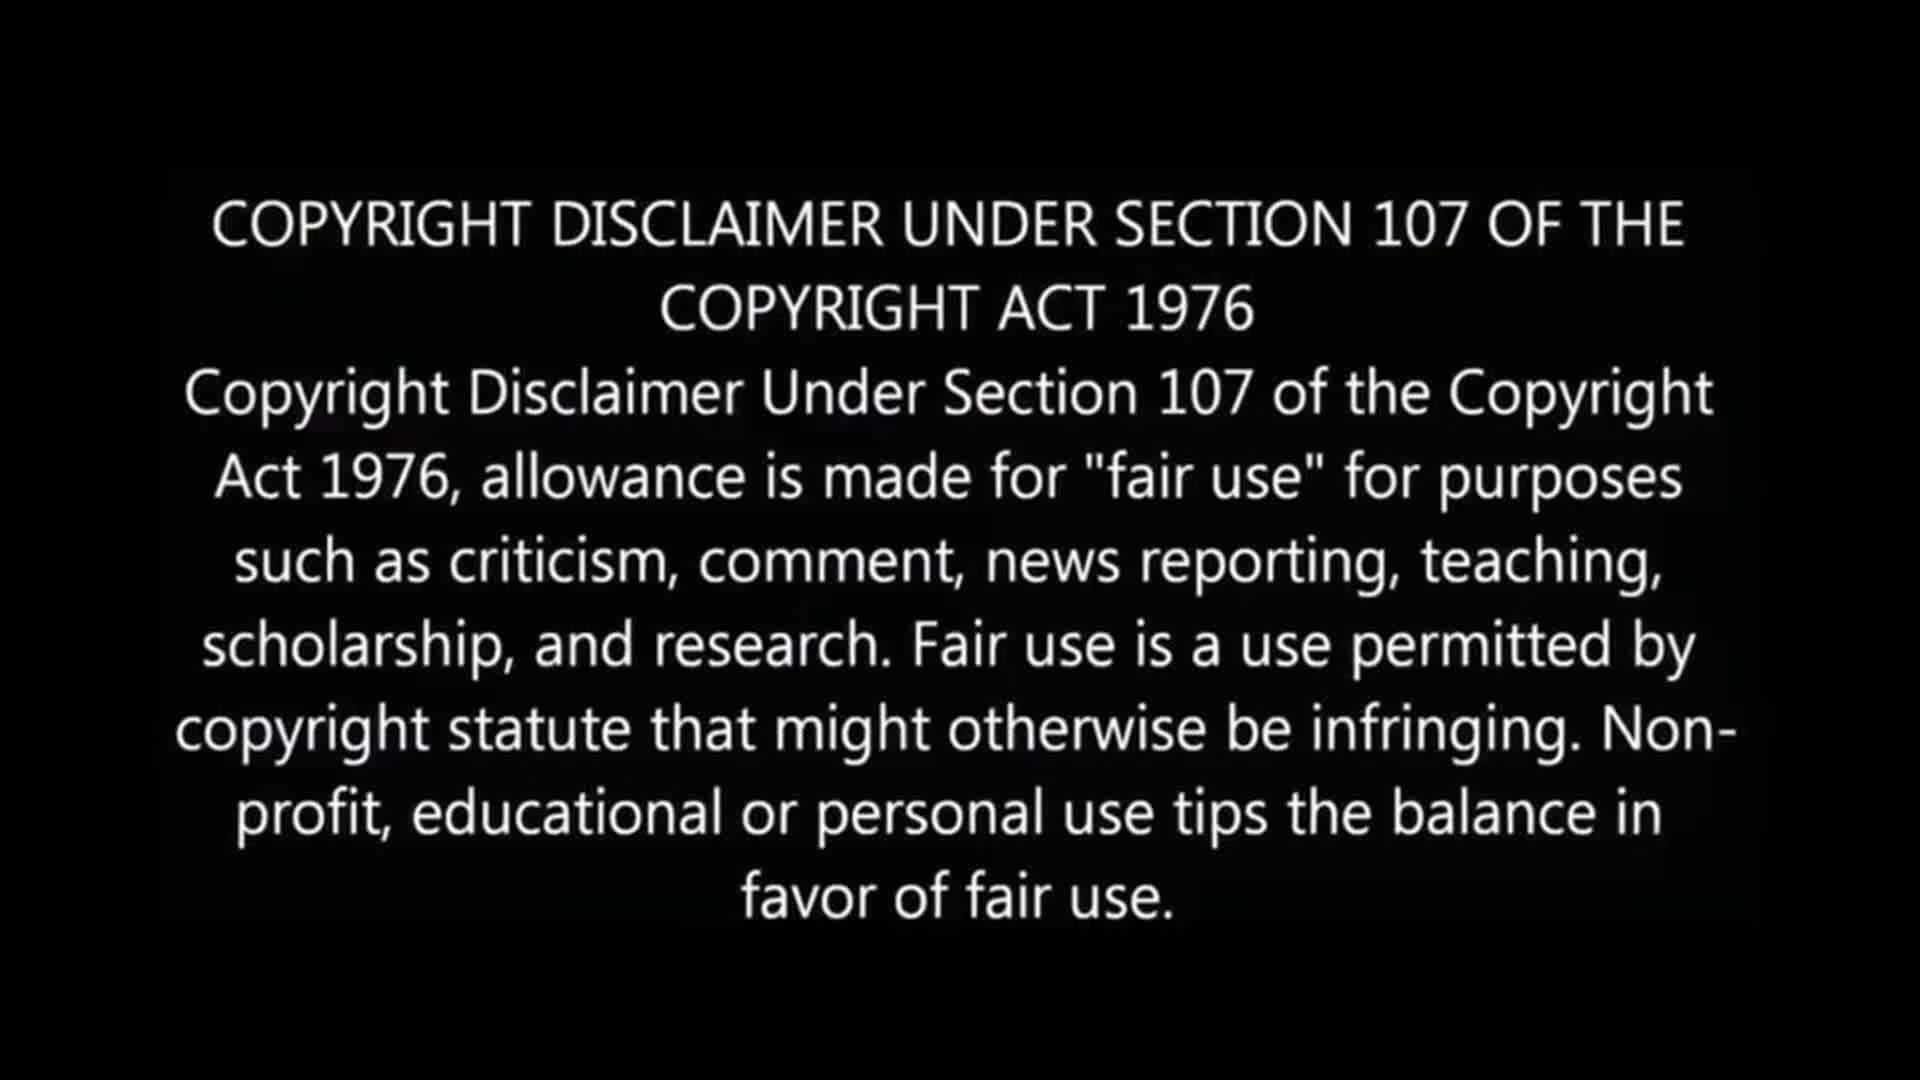 COPYRIGHT DISCLAIMER UNDER SECTION 107 OF THE
COPYRIGHT ACT 1976
Copyright Disclaimer Under Section 107 of the Copyright
Act 1976, allowance is made for "fair use" for purposes
such as criticism, comment, news reporting, teaching,
scholarship, and research. Fair use is a use permitted by
copyright statute that might otherwise be infringing. Non-
profit, educational or personal use tips the balance in
favor of fair use.